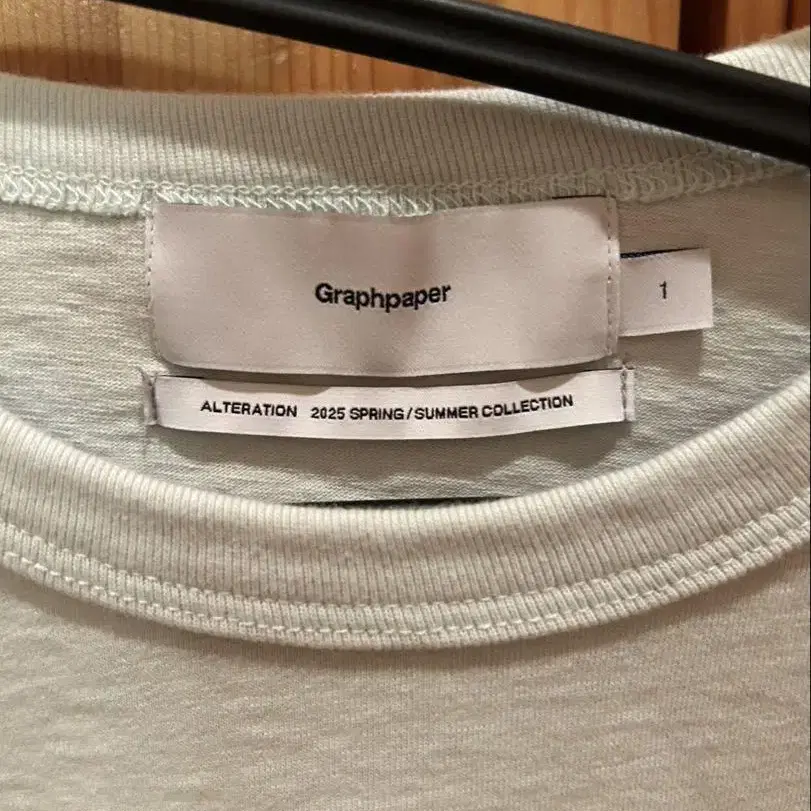 Graphpaper
1
ALTERATION 2025 SPRING/SUMMER COLLECTION